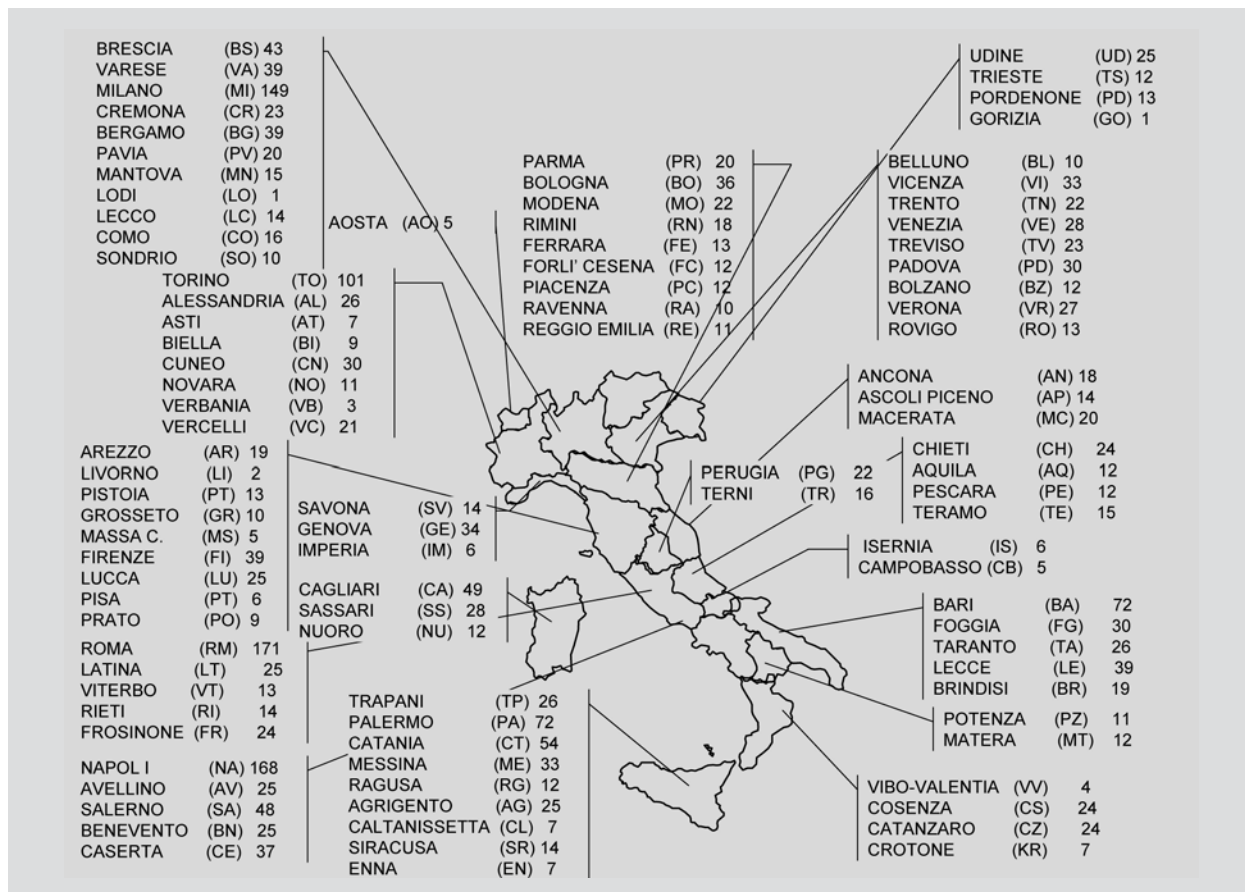 BRESCIA (BS) 43
VARESE (VA) 39
MILANO (MI) 149
CREMONA (CR) 23
BERGAMO (BG) 39
PAVIA (PV) 20
MANTOVA (MN) 15
LODI (LO) 1
LECCO (LC) 14
COMO (CO) 16
SONDRIO (SO) 10
AOSTA (AO) 5
UDINE (UD) 25
TRIESTE (TS) 12
PORDENONE (PD) 13
GORIZIA (GO) 1
PARMA (PR) 20
BOLOGNA (BO) 36
MODENA (MO) 22
RIMINI (RN) 18
FERRARA (FE) 13
FORLI' CESENA (FC) 12
PIACENZA (PC) 12
RAVENNA (RA) 10
REGGIO EMILIA (RE) 11
BELLUNO (BL) 10
VICENZA (VI) 33
TRENTO (TN) 22
VENEZIA (VE) 28
TREVISO (TV) 23
PADOVA (PD) 30
BOLZANO (BZ) 12
VERONA (VR) 27
ROVIGO (RO) 13
TORINO (TO) 101
ALESSANDRIA (AL) 26
ASTI (AT) 7
BIELLA (BI) 9
CUNEO (CN) 30
NOVARA (NO) 11
VERBANIA (VB) 3
VERCELLI (VC) 21
ANCONA (AN) 18
ASCOLI PICENO (AP) 14
MACERATA (MC) 20
AREZZO (AR) 19
LIVORNO (LI) 2
PISTOIA (PT) 13
GROSSETO (GR) 10
MASSA C. (MS) 5
FIRENZE (FI) 39
LUCCA (LU) 25
PISA (PT) 6
PRATO (PO) 9
SAVONA (SV) 14
GENOVA (GE) 34
IMPERIA (IM) 6
PERUGIA (PG) 22
TERNI (TR) 16
CHIETI (CH) 24
AQUILA (AQ) 12
PESCARA (PE) 12
TERAMO (TE) 15
ISERNIA (IS) 6
CAMPOBASSO (CB) 5
CAGLIARI (CA) 49
SASSARI (SS) 28
NUORO (NU) 12
BARI (BA) 72
FOGGIA (FG) 30
TARANTO (TA) 26
LECCE (LE) 39
BRINDISI (BR) 19
ROMA (RM) 171
LATINA (LT) 25
VITERBO (VT) 13
RIETI (RI) 14
FROSINONE (FR) 24
POTENZA (PZ) 11
MATERA (MT) 12
TRAPANI (TP) 26
PALERMO (PA) 72
CATANIA (CT) 54
MESSINA (ME) 33
RAGUSA (RG) 12
AGRIGENTO (AG) 25
CALTANISSETTA (CL) 7
SIRACUSA (SR) 14
ENNA (EN) 7
NAPOL I (NA) 168
AVELLINO (AV) 25
SALERNO (SA) 48
BENEVENTO (BN) 25
CASERTA (CE) 37
VIBO-VALENTIA (VV) 4
COSENZA (CS) 24
CATANZARO (CZ) 24
CROTONE (KR) 7